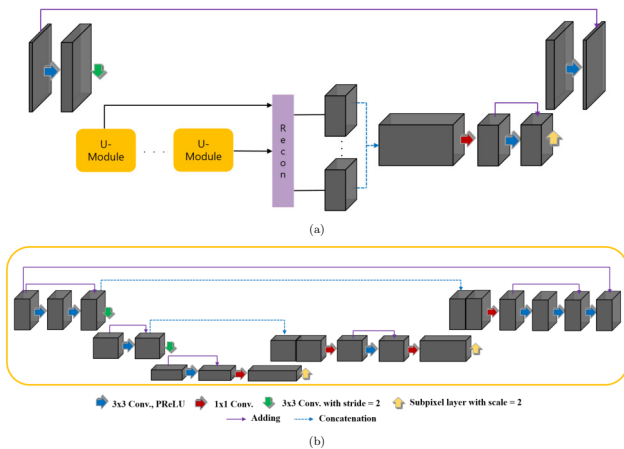 U-
Module
. . .
U-
Module
Recon
(a)
3x3 Conv., PReLU
1x1 Conv.
3x3 Conv. with stride = 2
Subpixel layer with scale = 2
Adding
Concatenation
(b)